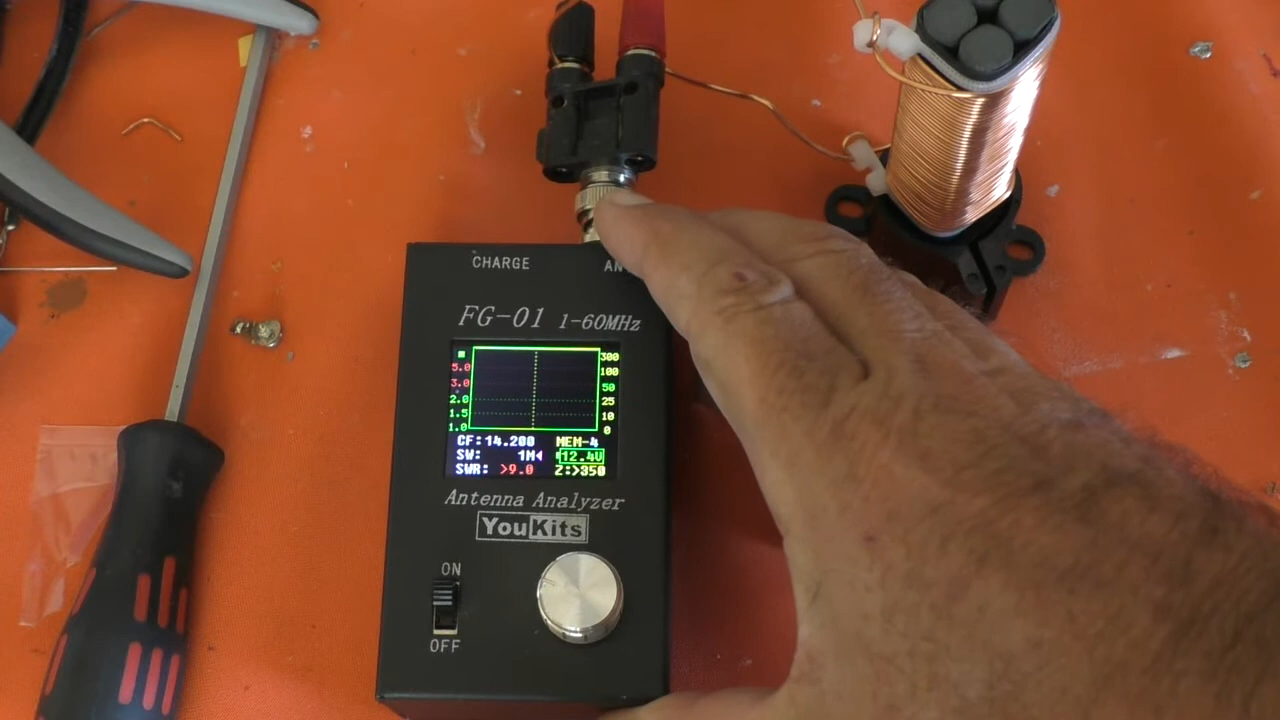 CHARGE AN
FG-01 1-60MHz
5.0 300
3.0 100
50
2.0 25
1.5 10
1.0 0
CF:14.200 MEM-4
SW: 1M 12.4V
SWR: >9.0 Z:>350
Antenna Analyzer
YouKits
ON
OFF